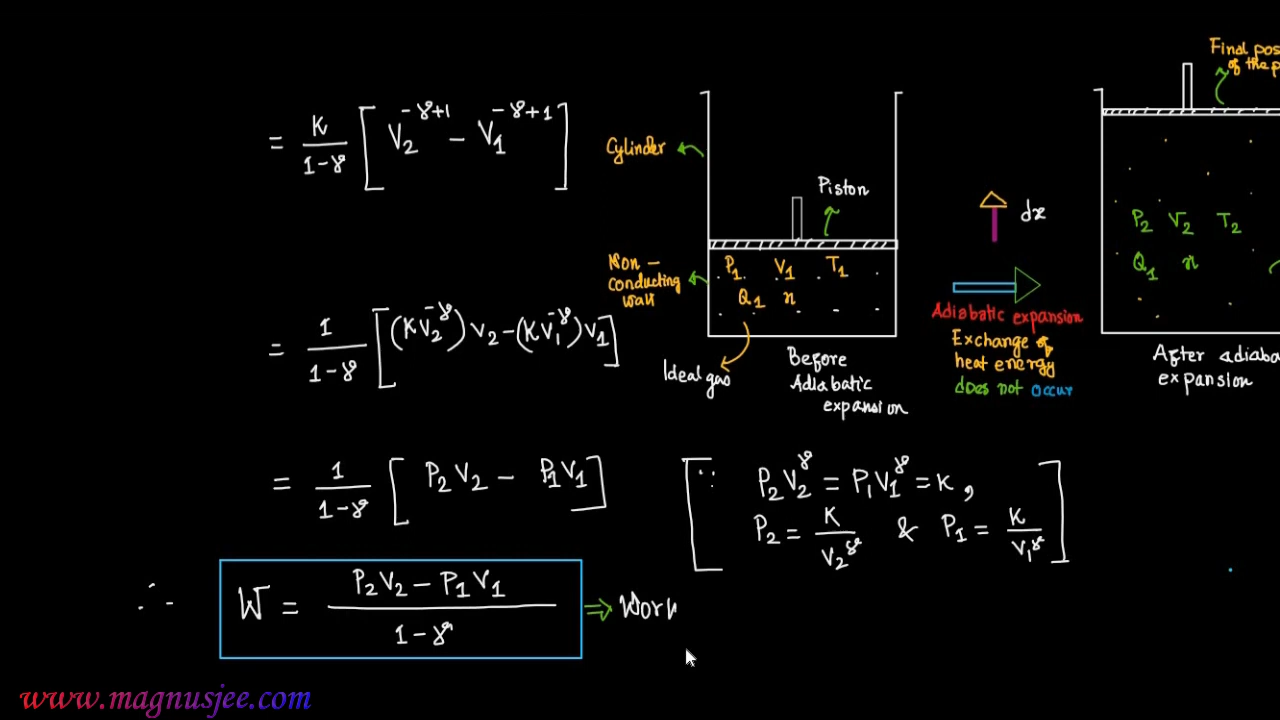 = K/(1-γ) [ V₂^(-γ+1) - V₁^(-γ+1) ]
= 1/(1-γ) [ (KV₂^(-γ))V₂ - (KV₁^(-γ))V₁ ]
= 1/(1-γ) [ P₂V₂ - P₁V₁ ]
[ ∵ P₂V₂^γ = P₁V₁^γ = K,
P₂ = K/V₂^γ & P₁ = K/V₁^γ ]
∴ W = (P₂V₂ - P₁V₁)/(1-γ) ⇒ Work
Cylinder
Piston
Non-
conducting
wall
P₁ V₁ T₁
Q₁ n
Ideal gas
Before
Adiabatic
expansion
dx
Adiabatic expansion
Exchange of
heat energy
does not occur
Final pos
of the p
P₂ V₂ T₂
Q₁ n
After adiaba
expansion
www.magnusjee.com